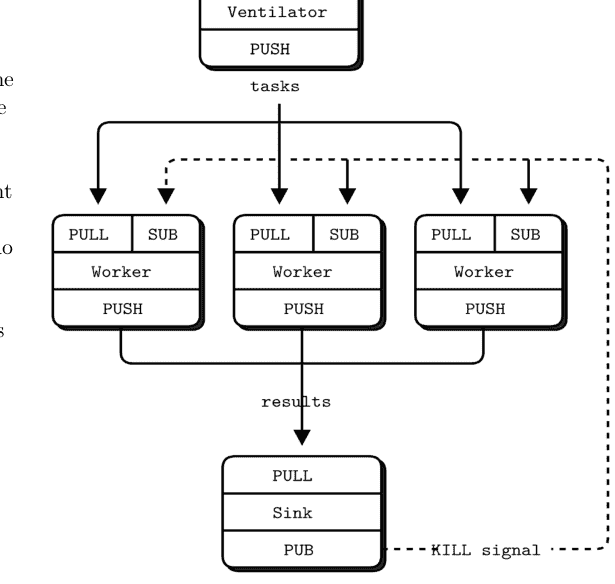 Ventilator
PUSH
tasks
PULL SUB PULL SUB PULL SUB
Worker Worker Worker
PUSH PUSH PUSH
results
PULL
Sink
PUB
KILL signal